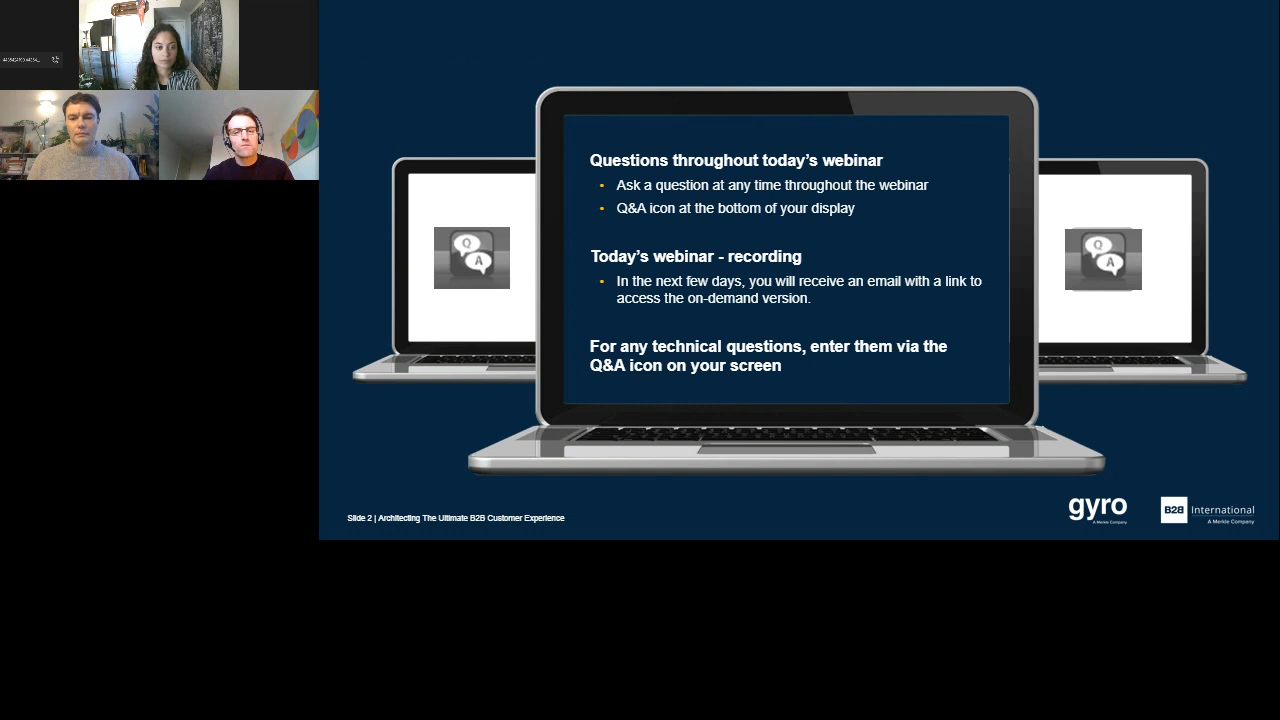 Questions throughout today's webinar
• Ask a question at any time throughout the webinar
• Q&A icon at the bottom of your display
Today's webinar - recording
• In the next few days, you will receive an email with a link to
access the on-demand version.
For any technical questions, enter them via the
Q&A icon on your screen
Q
A
Q
A
Slide 2 | Architecting The Ultimate B2B Customer Experience
gyro
A Merkle Company
B2B International
A Merkle Company